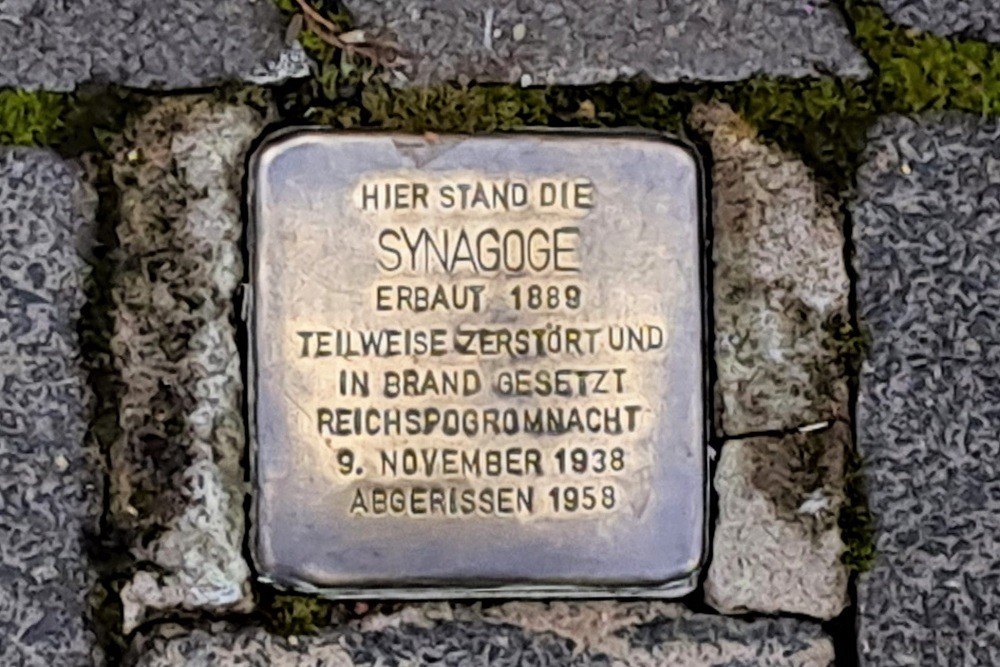 HIER STAND DIE
SYNAGOGE
ERBAUT 1889
TEILWEISE ZERSTÖRT UND
IN BRAND GESETZT
REICHSPOGROMNACHT
9. NOVEMBER 1938
ABGERISSEN 1958